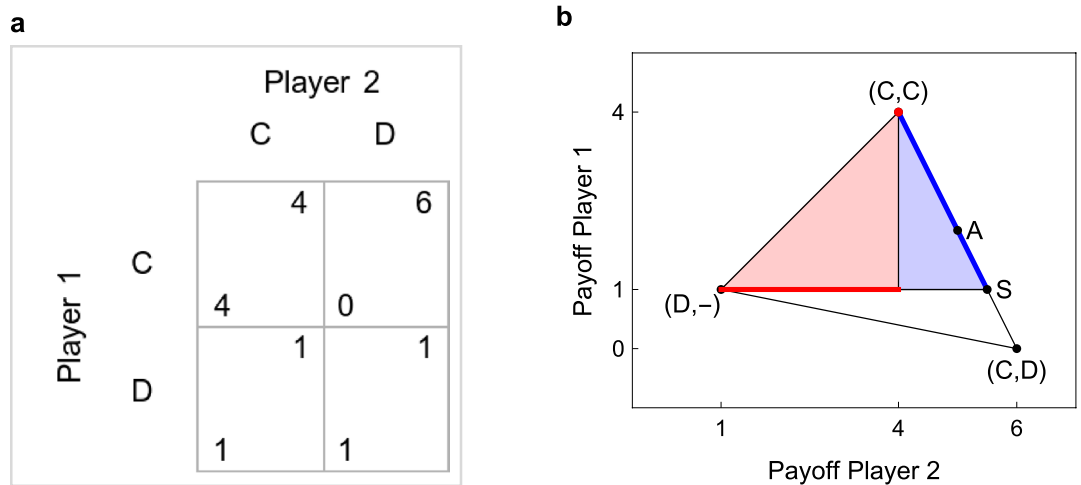 a
Player 2
C D
Player 1
C
4 6
4 0
D
1 1
1 1
b
(C,C)
4
Payoff Player 1
A
1
(D,−)
S
0
(C,D)
1 4 6
Payoff Player 2